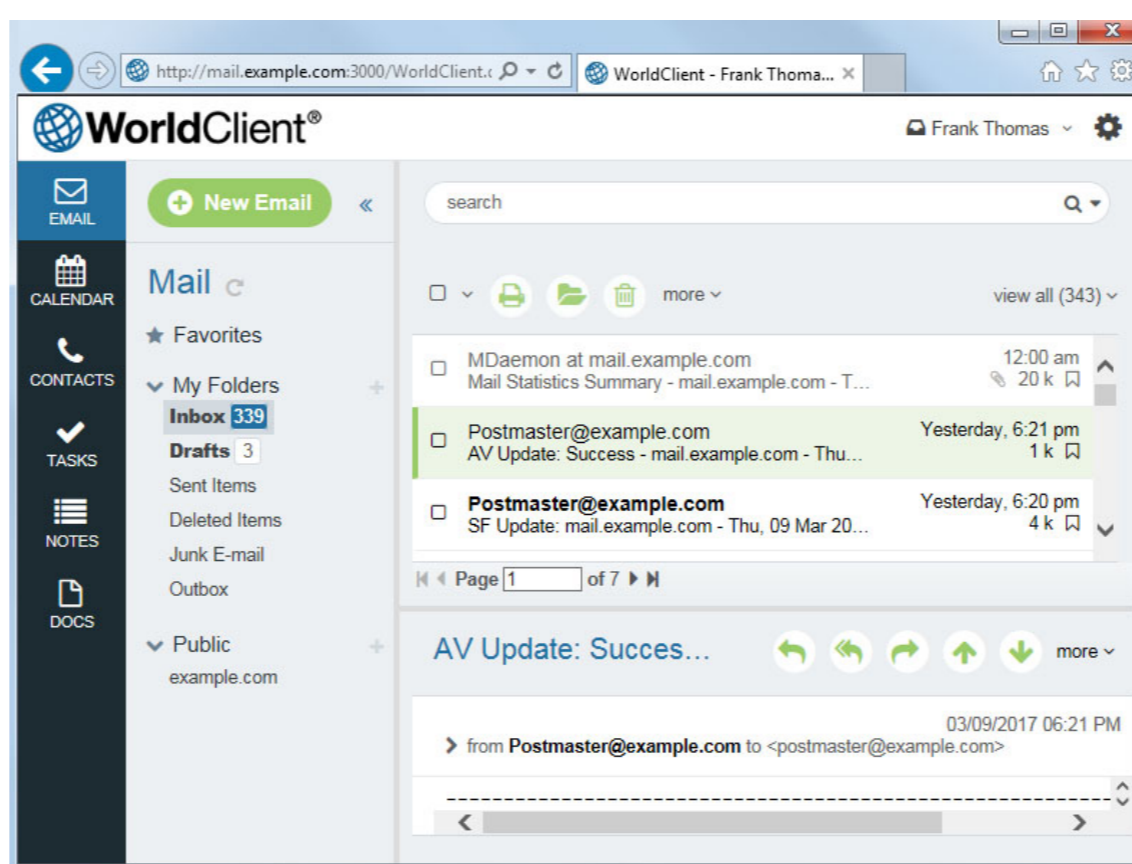 http://mail.example.com:3000/WorldClient.c
WorldClient - Frank Thoma...
WorldClient®
Frank Thomas
EMAIL
CALENDAR
CONTACTS
TASKS
NOTES
DOCS
New Email
«
Mail
Favorites
My Folders
Inbox 339
Drafts 3
Sent Items
Deleted Items
Junk E-mail
Outbox
Public
example.com
search
more
view all (343)
MDaemon at mail.example.com 12:00 am
Mail Statistics Summary - mail.example.com - T... 20 k
Postmaster@example.com Yesterday, 6:21 pm
AV Update: Success - mail.example.com - Thu... 1 k
Postmaster@example.com Yesterday, 6:20 pm
SF Update: mail.example.com - Thu, 09 Mar 20... 4 k
Page 1 of 7
AV Update: Succes...
more
03/09/2017 06:21 PM
from Postmaster@example.com to <postmaster@example.com>